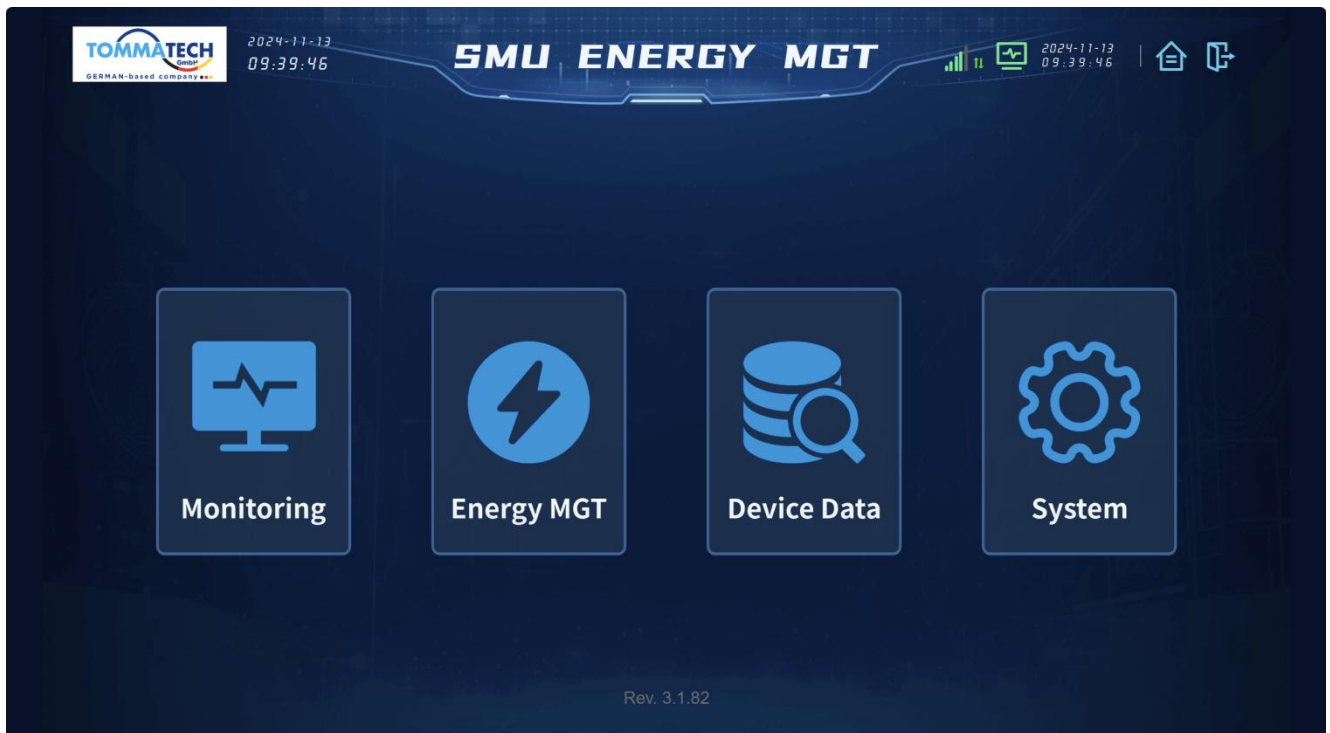 TOMMATECH
GmbH
GERMAN-based company
2024-11-13
09:39:46
SMU ENERGY MGT
2024-11-13
09:39:46
Monitoring
Energy MGT
Device Data
System
Rev. 3.1.82